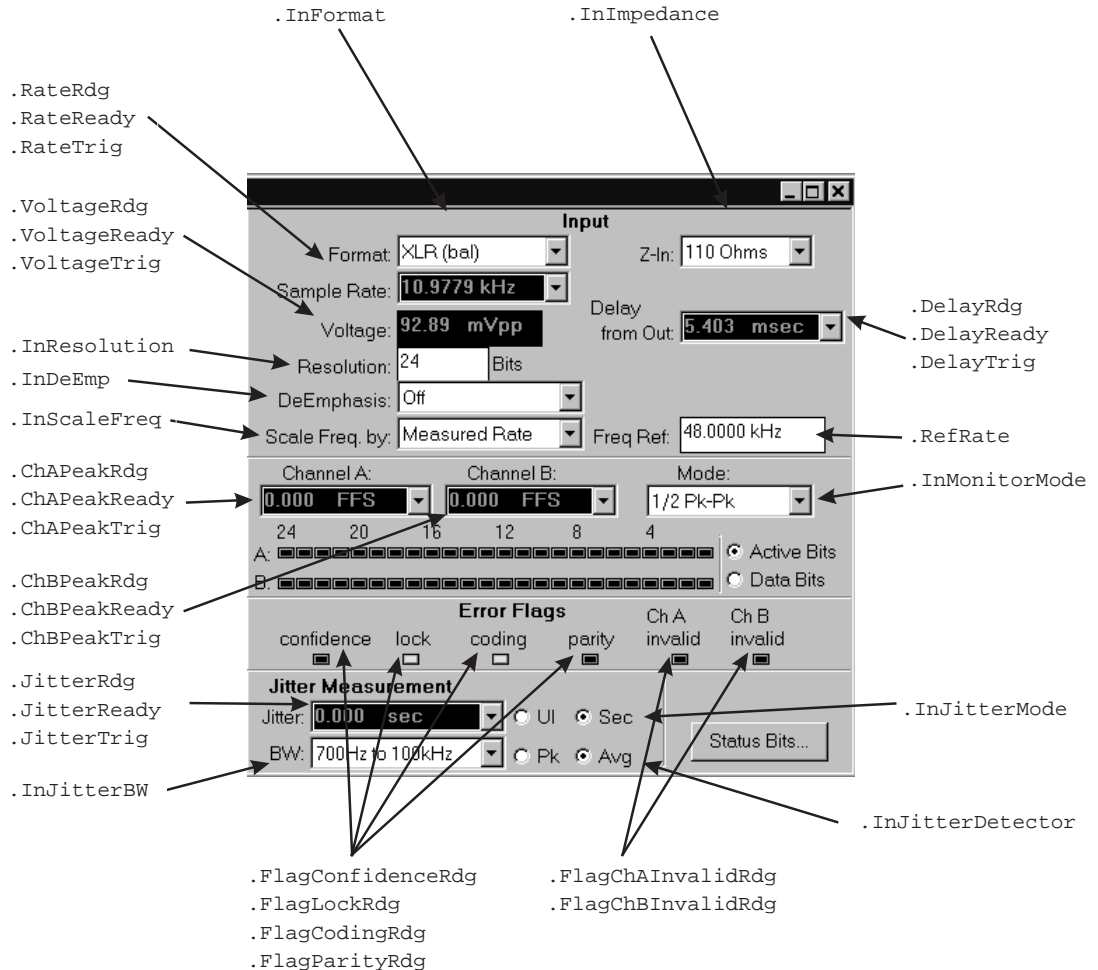 .InFormat
.InImpedance
.RateRdg
.RateReady
.RateTrig
.VoltageRdg
.VoltageReady
.VoltageTrig
.InResolution
.InDeEmp
.InScaleFreq
.ChAPeakRdg
.ChAPeakReady
.ChAPeakTrig
.ChBPeakRdg
.ChBPeakReady
.ChBPeakTrig
.JitterRdg
.JitterReady
.JitterTrig
.InJitterBW
Input
Format: XLR (bal)
Z-In: 110 Ohms
Sample Rate: 10.9779 kHz
Voltage: 92.89 mVpp
Delay
from Out: 5.403 msec
Resolution: 24 Bits
DeEmphasis: Off
Scale Freq. by: Measured Rate
Freq Ref: 48.0000 kHz
Channel A: Channel B: Mode:
0.000 FFS 0.000 FFS 1/2 Pk-Pk
24 20 16 12 8 4
A: Active Bits
B: Data Bits
Error Flags
confidence lock coding parity
Ch A
invalid
Ch B
invalid
Jitter Measurement
Jitter: 0.000 sec UI Sec
BW: 700Hz to 100kHz Pk Avg
Status Bits...
.DelayRdg
.DelayReady
.DelayTrig
.RefRate
.InMonitorMode
.InJitterMode
.InJitterDetector
.FlagConfidenceRdg
.FlagLockRdg
.FlagCodingRdg
.FlagParityRdg
.FlagChAInvalidRdg
.FlagChBInvalidRdg